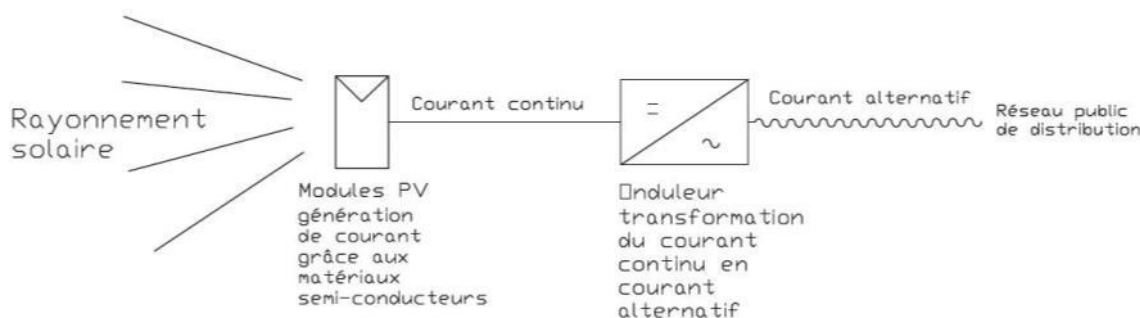 Rayonnement
solaire
Modules PV
génération
de courant
grâce aux
matériaux
semi-conducteurs
Courant continu
Onduleur
transformation
du courant
continu en
courant
alternatif
Courant alternatif
Réseau public
de distribution